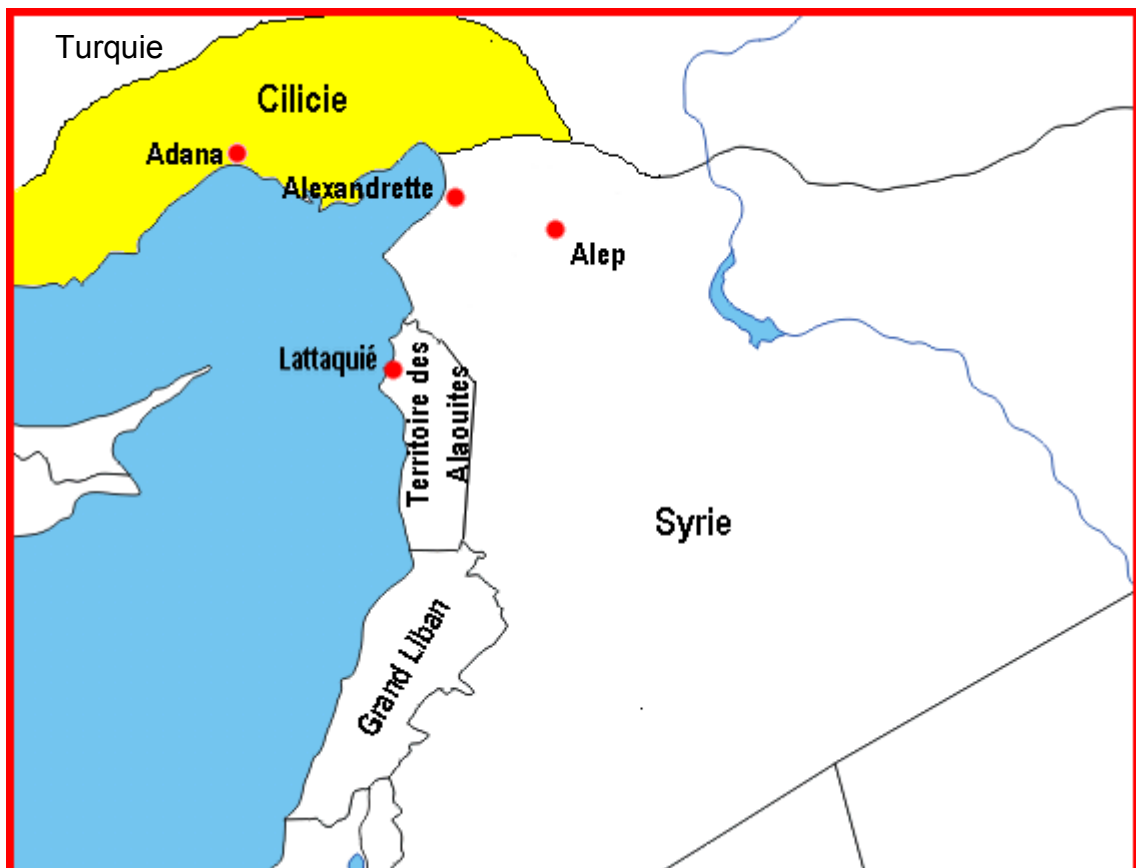 Turquie
Cilicie
Adana
Alexandrette
Alep
Lattaquié
Territoire des
Alaouites
Syrie
Grand LIban